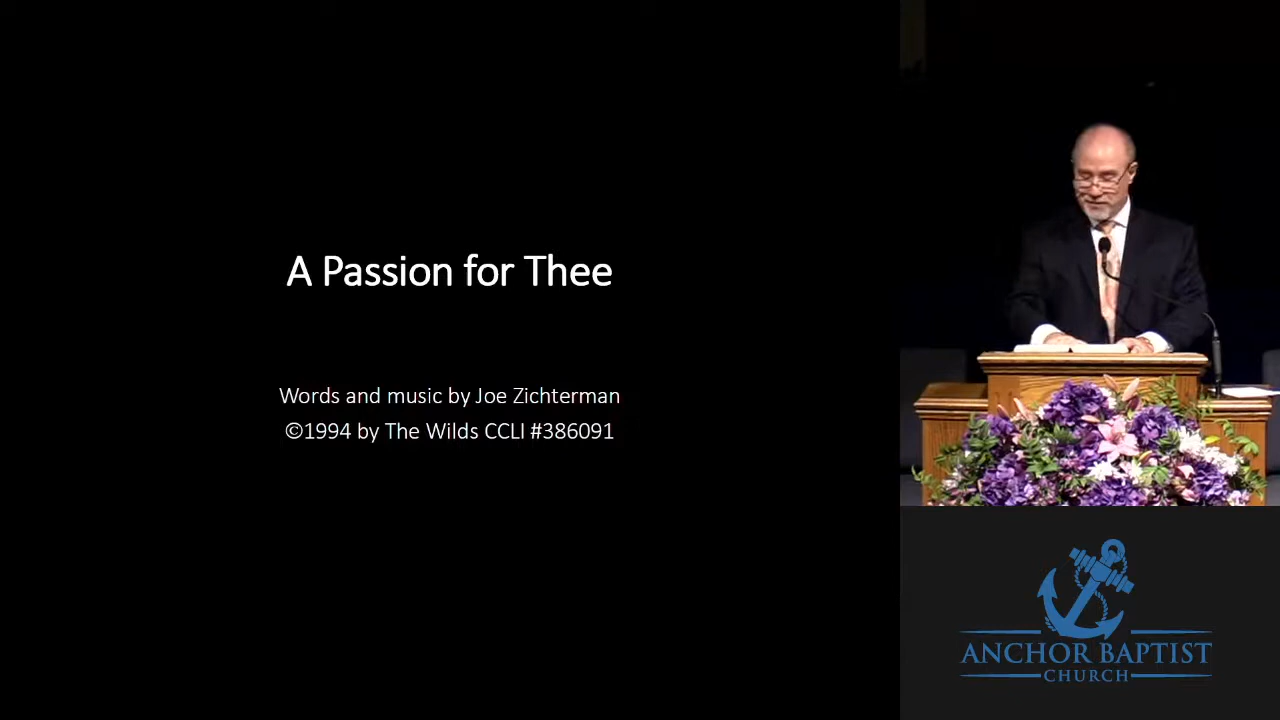 A Passion for Thee
Words and music by Joe Zichterman
©1994 by The Wilds CCLI #386091
ANCHOR BAPTIST
CHURCH